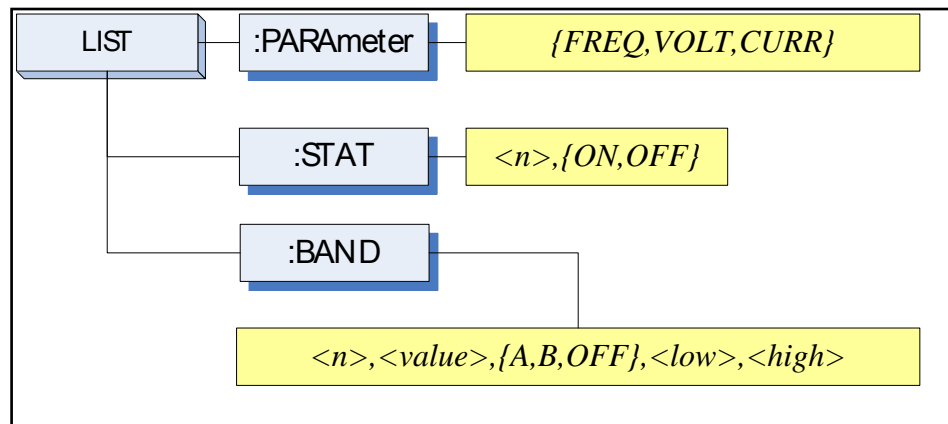 LIST
:PARAmeter
{FREQ,VOLT,CURR}
:STAT
<n>,{ON,OFF}
:BAND
<n>,<value>,{A,B,OFF},<low>,<high>